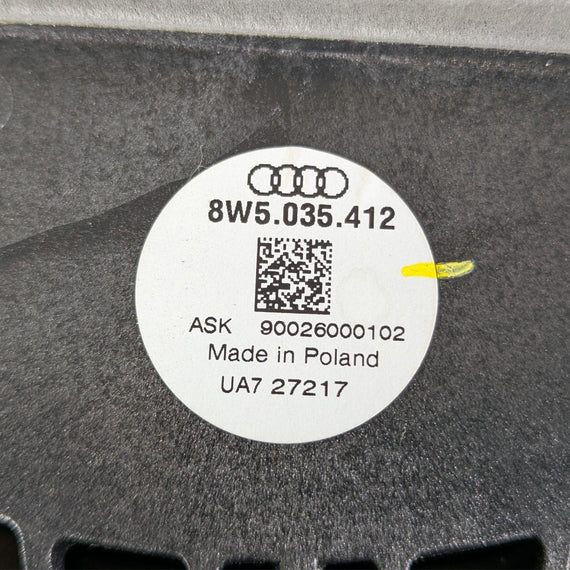 8W5.035.412
ASK 90026000102
Made in Poland
UA7 27217